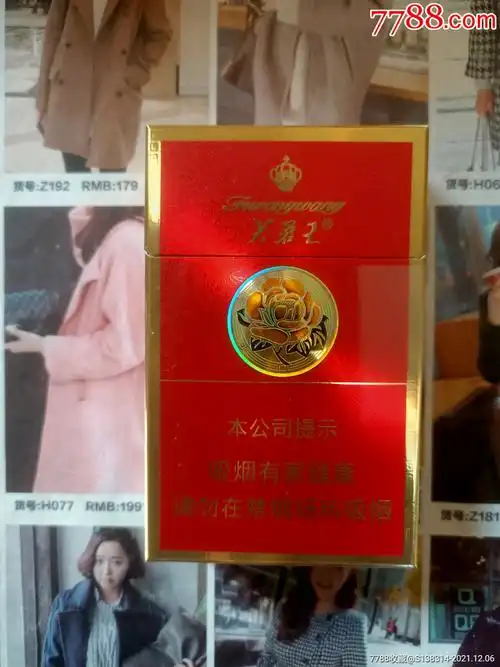 7788.com
货号:Z192 RMB:179
货号:H06
Furongwang
芙蓉王®
本公司提示
吸烟有害健康
请勿在禁烟场所吸烟
货号:H077 RMB:199
货号:Z181
7788收藏@S138314-2021.12.06